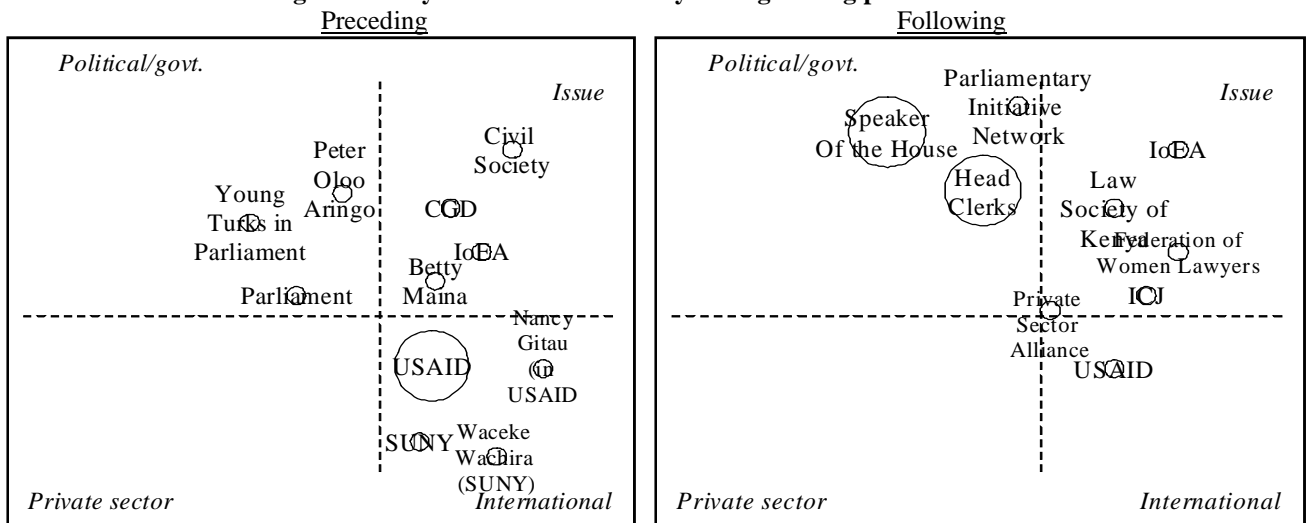 Preceding
Political/govt.
Issue
Civil
Society
Peter
Oloo
Aringo
Young
Turks in
Parliament
CGD
IoEA
Betty
Maina
Parliament
Nancy
Gitau
(in
USAID
USAID
SUNY
Waceke
Wachira
(SUNY)
Private sector
International
Following
Political/govt.
Parliamentary
Initiative
Network
Issue
Speaker
Of the House
IoEA
Head
Clerks
Law
Society of
Kenya
Federation of
Women Lawyers
ICJ
Private
Sector
Alliance
USAID
Private sector
International